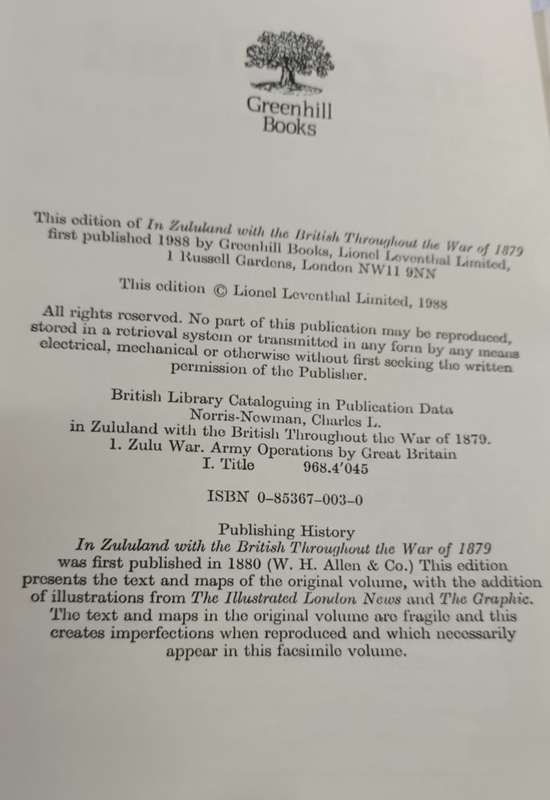 Greenhill
Books
This edition of In Zululand with the British Throughout the War of 1879
first published 1988 by Greenhill Books, Lionel Leventhal Limited,
1 Russell Gardens, London NW11 9NN
This edition © Lionel Leventhal Limited, 1988
All rights reserved. No part of this publication may be reproduced,
stored in a retrieval system or transmitted in any form by any means
electrical, mechanical or otherwise without first seeking the written
permission of the Publisher.
British Library Cataloguing in Publication Data
Norris-Newman, Charles L.
in Zululand with the British Throughout the War of 1879.
1. Zulu War. Army Operations by Great Britain
I. Title 968.4′045
ISBN 0-85367-003-0
Publishing History
In Zululand with the British Throughout the War of 1879
was first published in 1880 (W. H. Allen & Co.) This edition
presents the text and maps of the original volume, with the addition
of illustrations from The Illustrated London News and The Graphic.
The text and maps in the original volume are fragile and this
creates imperfections when reproduced and which necessarily
appear in this facsimile volume.